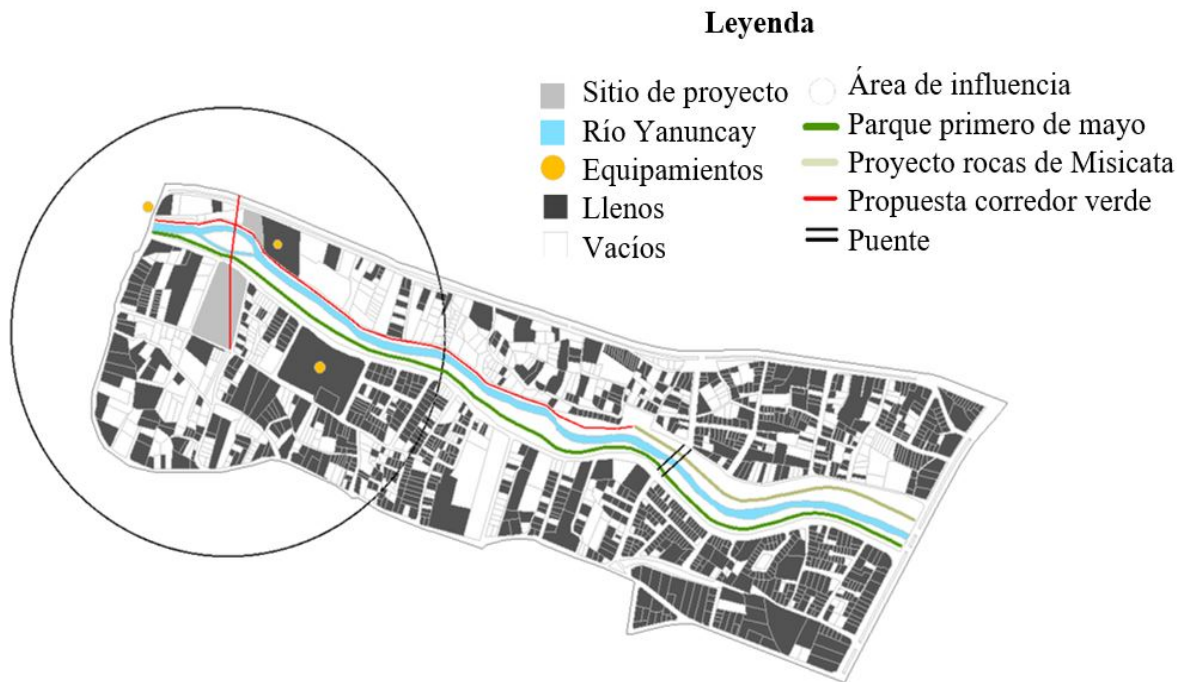 Leyenda
Sitio de proyecto
Río Yanuncay
Equipamientos
Llenos
Vacíos
Área de influencia
Parque primero de mayo
Proyecto rocas de Misicata
Propuesta corredor verde
Puente